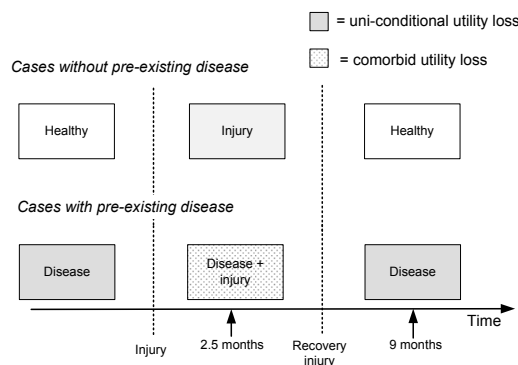 = uni-conditional utility loss
= comorbid utility loss
Cases without pre-existing disease
Healthy
Injury
Healthy
Cases with pre-existing disease
Disease
Disease +
injury
Disease
Time
Injury
2.5 months
Recovery
injury
9 months